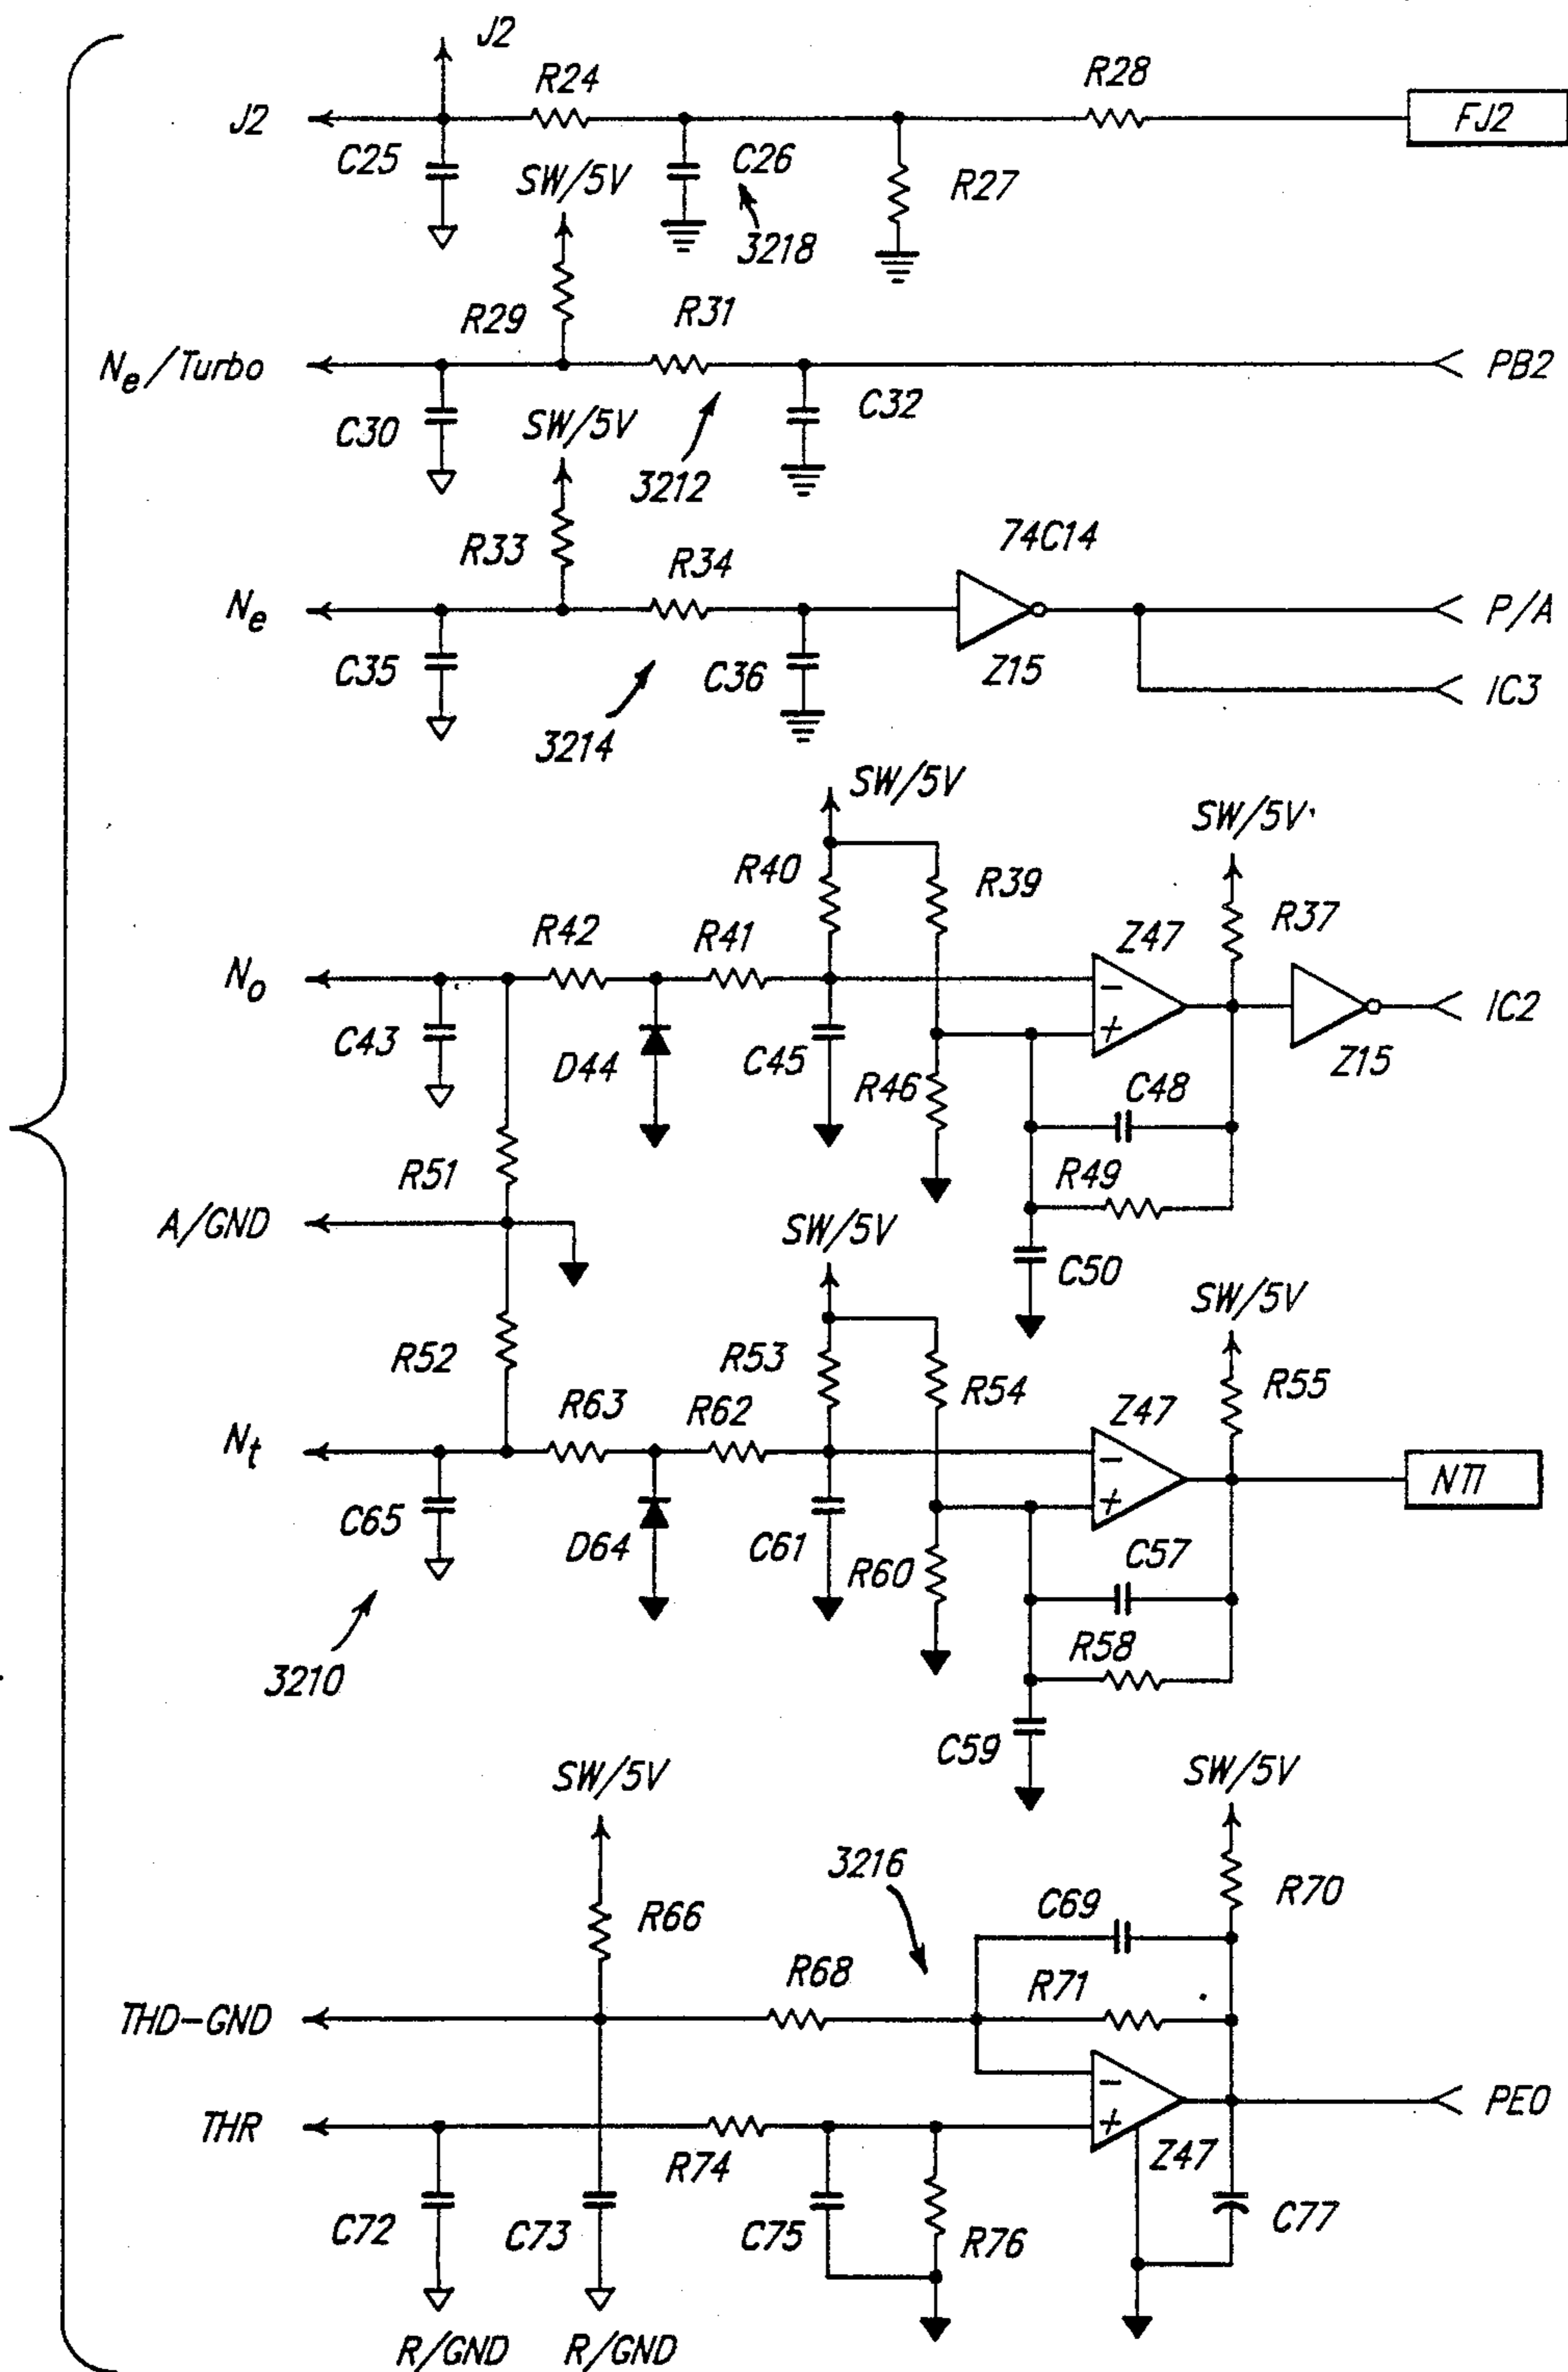 J2
R24
R28
J2
FJ2
C25
SW/5V
C26
R27
3218
R29
R31
Ne/Turbo
PB2
C30
SW/5V
C32
3212
74C14
R33
R34
Ne
P/A
C35
C36
Z15
IC3
3214
SW/5V
SW/5V
R40
R39
R37
R42
R41
Z47
No
-
IC2
C43
D44
C45
+
Z15
R46
C48
R51
R49
A/GND
SW/5V
C50
SW/5V
R52
R53
R54
R55
R63
R62
Z47
Nt
-
NTI
C65
D64
C61
+
R60
C57
R58
3210
C59
SW/5V
SW/5V
3216
C69
R70
R66
R68
R71
THD-GND
-
PE0
THR
+
R74
Z47
C72
C73
C75
R76
C77
R/GND
R/GND